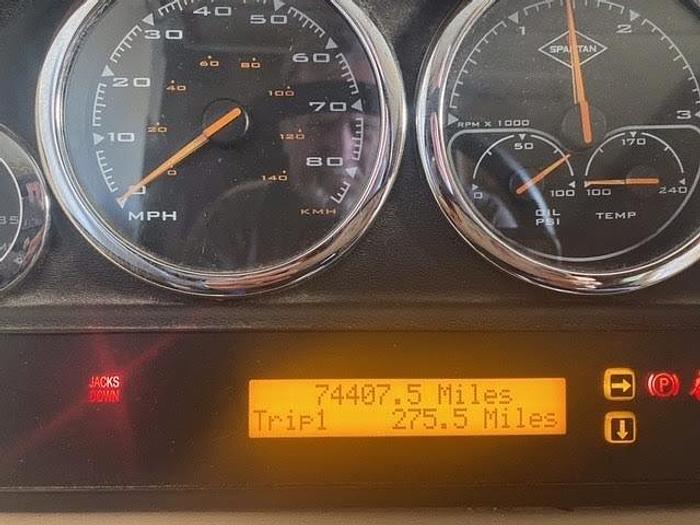 40 50
30 60
60 80
20 40 100 70
10 20 120
0 0 140 80
MPH KMH
1 SPARTAN 2
RPM X 1000 3
50 170
0 100 100 240
OIL
PSI TEMP
JACKS
DOWN
74407.5 Miles
Trip1 275.5 Miles
P